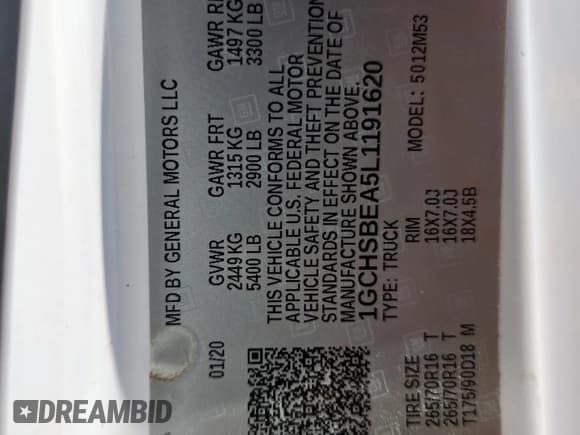 MFD BY GENERAL MOTORS LLC
01/20 GVWR GAWR FRT GAWR
2449 KG 1315 KG 1497 KG
5400 LB 2900 LB 3300 LB
THIS VEHICLE CONFORMS TO ALL
APPLICABLE U.S. FEDERAL MOTOR
VEHICLE SAFETY AND THEFT PREVENTION
STANDARDS IN EFFECT ON THE DATE OF
MANUFACTURE SHOWN ABOVE.
1GCHSBEA5L1191620
TYPE: TRUCK MODEL: 5012M53
TIRE SIZE RIM
265/70R16 T 16X7.0J
265/70R16 T 16X7.0J
T175/90D18 M 18X4.5B
DREAMBID